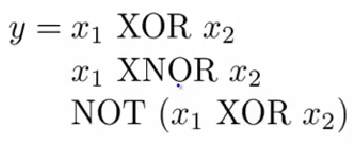 y = x₁ XOR x₂
x₁ XNOR x₂
NOT (x₁ XOR x₂)